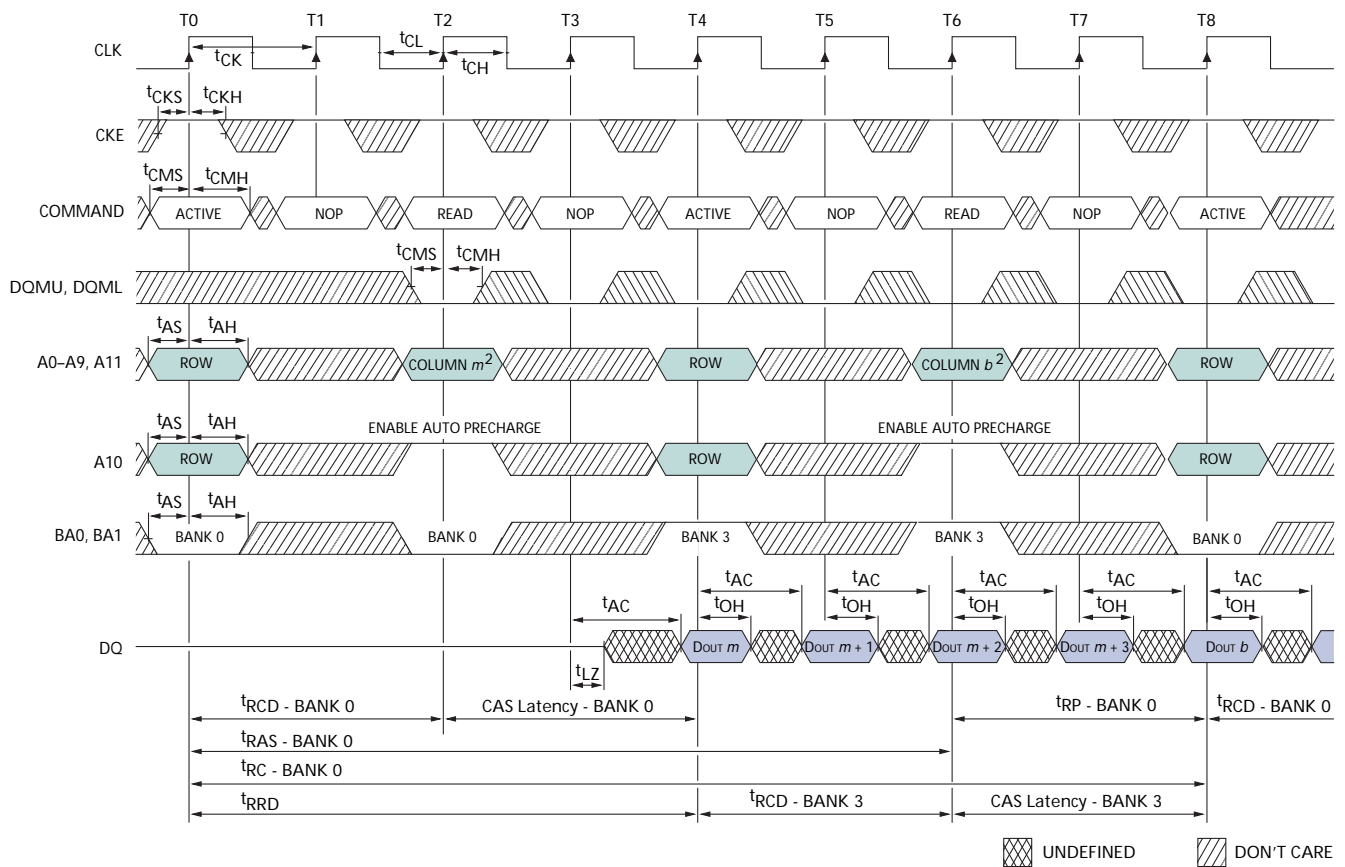 T0 T1 T2 T3 T4 T5 T6 T7 T8
CLK
tCK
tCL
tCH
tCKS
tCKH
CKE
tCMS
tCMH
COMMAND
ACTIVE NOP READ NOP ACTIVE NOP READ NOP ACTIVE
tCMS
tCMH
DQMU, DQML
tAS
tAH
A0–A9, A11
ROW COLUMN m2 ROW COLUMN b2 ROW
tAS
tAH
ENABLE AUTO PRECHARGE ENABLE AUTO PRECHARGE
A10
ROW ROW ROW
tAS
tAH
BA0, BA1
BANK 0 BANK 0 BANK 3 BANK 3 BANK 0
tAC tAC tAC tAC tAC tAC
tOH tOH tOH tOH tOH
DQ
DOUT m DOUT m + 1 DOUT m + 2 DOUT m + 3 DOUT b
tLZ
tRCD - BANK 0 CAS Latency - BANK 0 tRP - BANK 0 tRCD - BANK 0
tRAS - BANK 0
tRC - BANK 0
tRRD tRCD - BANK 3 CAS Latency - BANK 3
UNDEFINED DON'T CARE